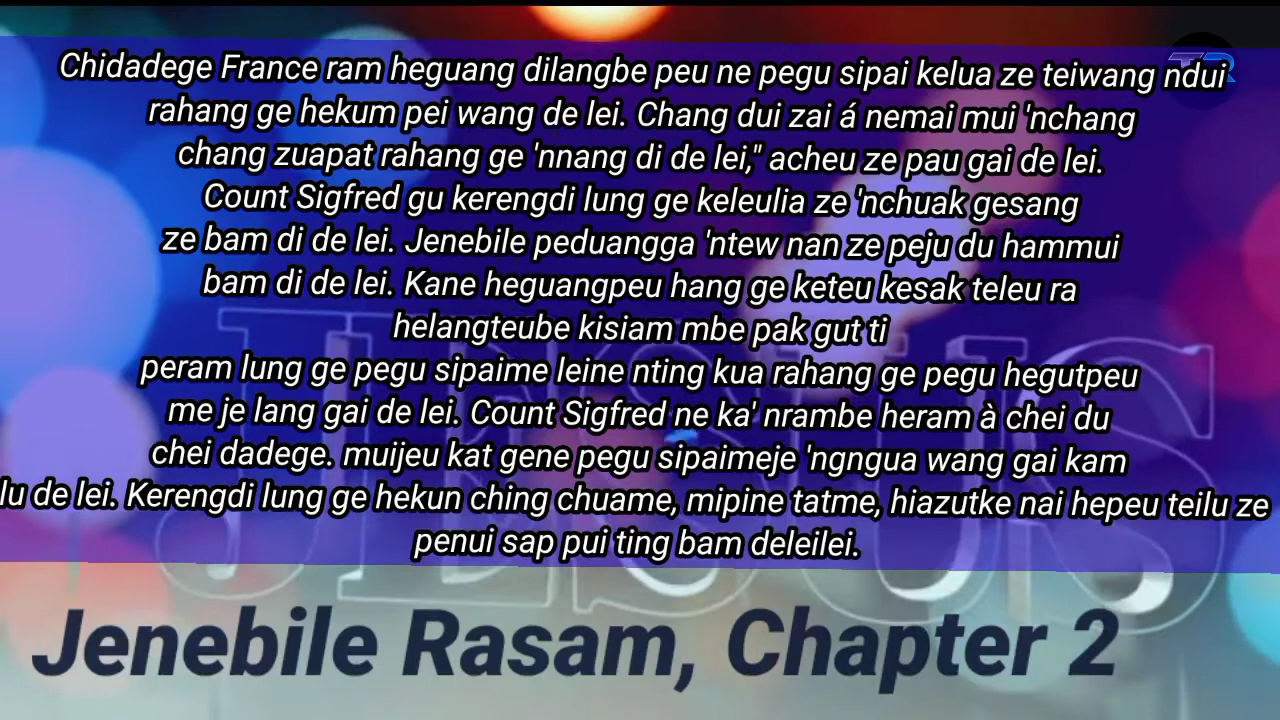 Chidadege France ram heguang dilangbe peu ne pegu sipai kelua ze teiwang ndui
rahang ge hekum pei wang de lei. Chang dui zai á nemai mui 'nchang
chang zuapat rahang ge 'nnang di de lei," acheu ze pau gai de lei.
Count Sigfred gu kerengdi lung ge keleulia ze 'nchuak gesang
ze bam di de lei. Jenebile peduangga 'ntew nan ze peju du hammui
bam di de lei. Kane heguangpeu hang ge keteu kesak teleu ra
helangteube kisiam mbe pak gut ti
peram lung ge pegu sipaime leine nting kua rahang ge pegu hegutpeu
me je lang gai de lei. Count Sigfred ne ka' nrambe heram à chei du
chei dadege. muijeu kat gene pegu sipaimeje 'ngngua wang gai kam
lu de lei. Kerengdi lung ge hekun ching chuame, mipine tatme, hiazutke nai hepeu teilu ze
penui sap pui ting bam deleilei.
JESUS
Jenebile Rasam, Chapter 2